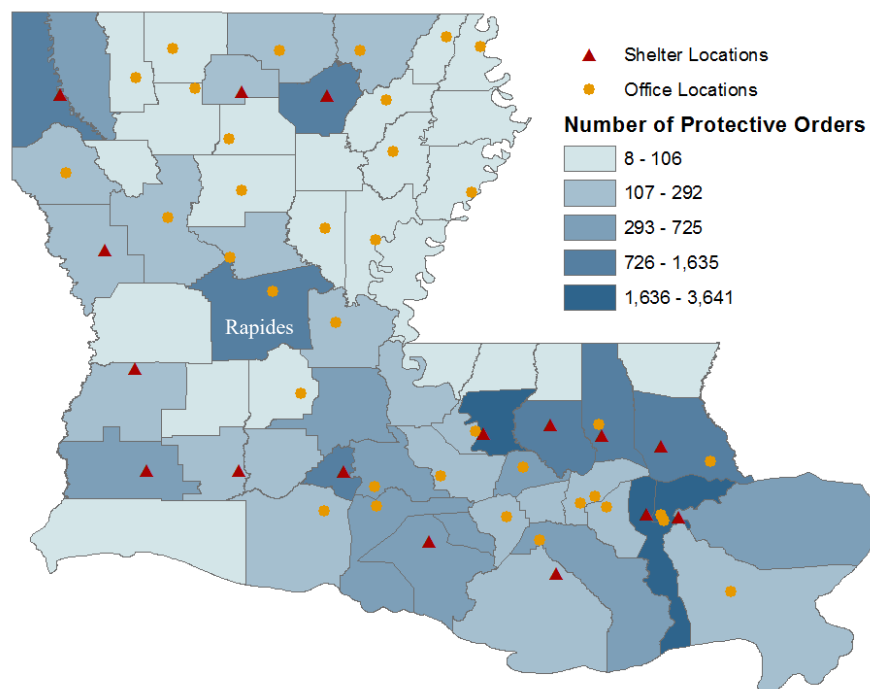 Shelter Locations
Office Locations
Number of Protective Orders
8 - 106
107 - 292
293 - 725
726 - 1,635
1,636 - 3,641
Rapides